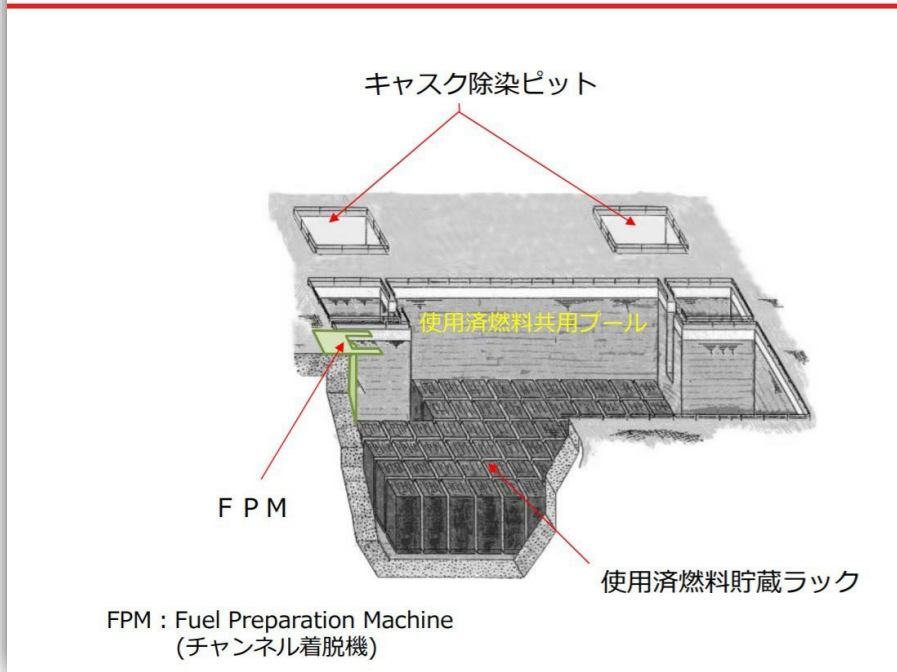 キャスク除染ピット
使用済燃料共用プール
ＦＰＭ
使用済燃料貯蔵ラック
FPM：Fuel Preparation Machine
(チャンネル着脱機)